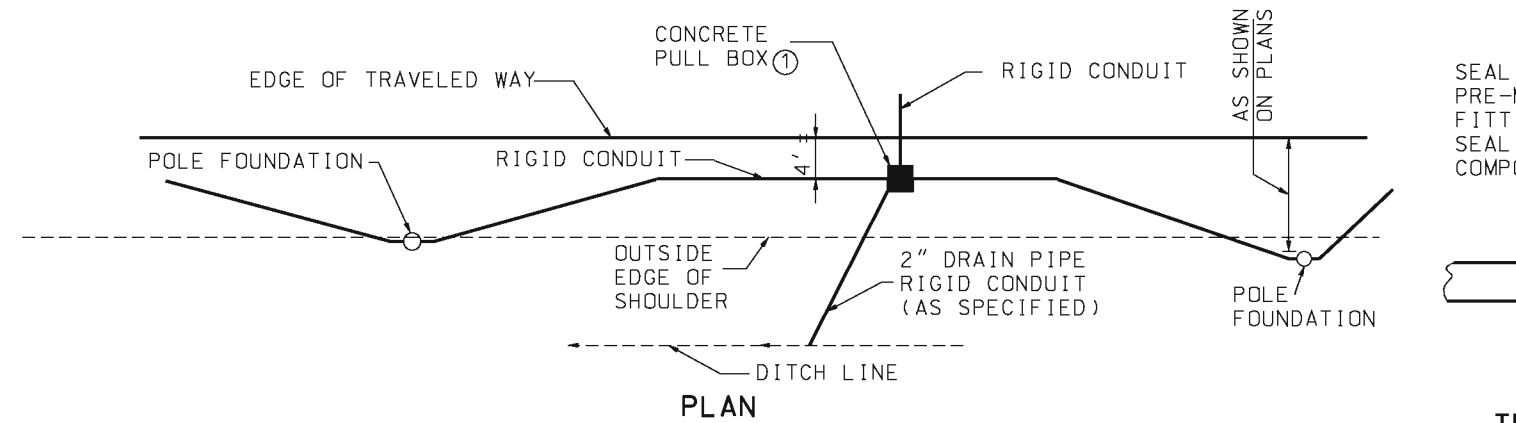 CONCRETE
PULL BOX ①
EDGE OF TRAVELED WAY
RIGID CONDUIT
AS SHOWN
ON PLANS
SEAL
FITT
SEAL
POLE FOUNDATION
RIGID CONDUIT
4' ±
OUTSIDE
EDGE OF
SHOULDER
2" DRAIN PIPE
RIGID CONDUIT
(AS SPECIFIED)
POLE
FOUNDATION
DITCH LINE
PLAN